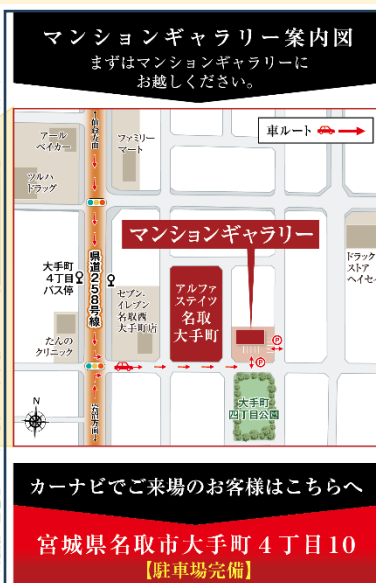 マンションギャラリー案内図
まずはマンションギャラリーに
お越しください。
↑仙台方面
車ルート
アール
ベイカー
ファミリー
マート
ツルハ
ドラッグ
マンションギャラリー
大手町
4丁目
バス停
県道258号線
セブン-
イレブン
名取西
大手町店
アルファ
ステイツ
名取
大手町
ドラック
ストア
ヘイセイ
たんの
クリニック
P
P
大手町
四丁目公園
N
岩沼方面↓
カーナビでご来場のお客様はこちらへ
宮城県名取市大手町4丁目10
【駐車場完備】